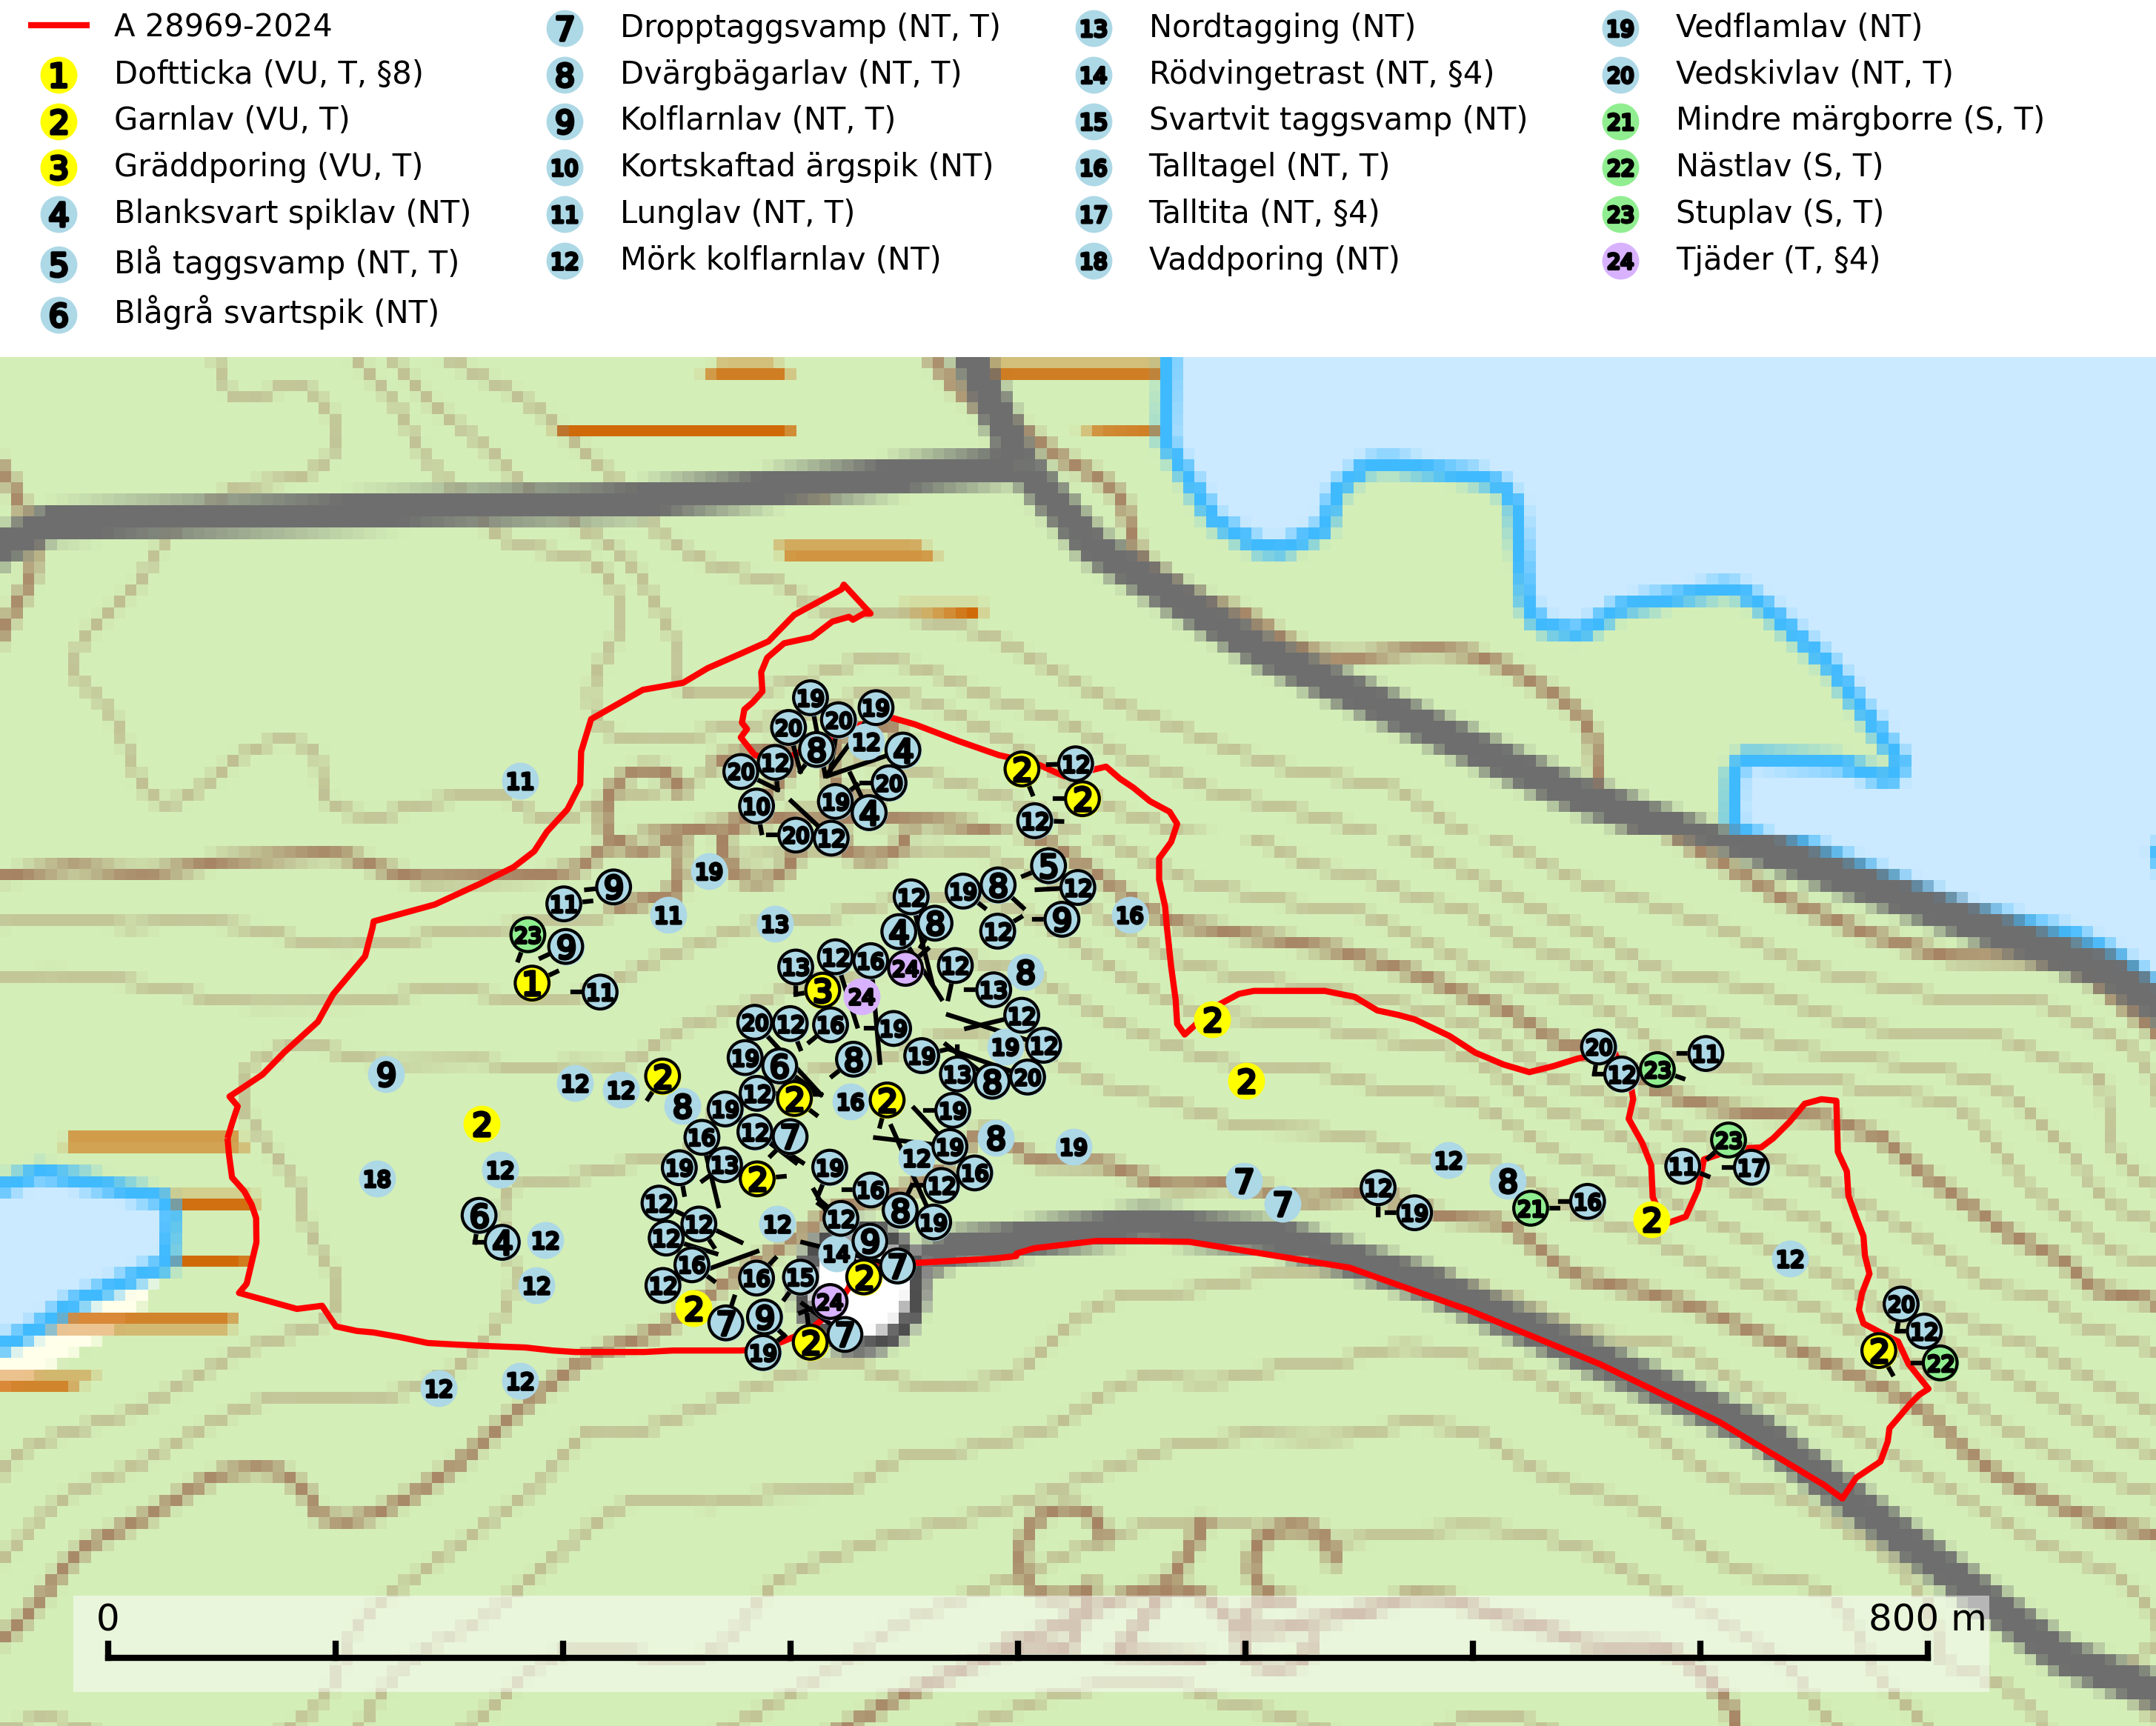 A 28969-2024
1 Doftticka (VU, T, §8)
2 Garnlav (VU, T)
3 Gräddporing (VU, T)
4 Blanksvart spiklav (NT)
5 Blå taggsvamp (NT, T)
6 Blågrå svartspik (NT)
7 Dropptaggsvamp (NT, T)
8 Dvärgbägarlav (NT, T)
9 Kolflarnlav (NT, T)
10 Kortskaftad ärgspik (NT)
11 Lunglav (NT, T)
12 Mörk kolflarnlav (NT)
13 Nordtagging (NT)
14 Rödvingetrast (NT, §4)
15 Svartvit taggsvamp (NT)
16 Talltagel (NT, T)
17 Talltita (NT, §4)
18 Vaddporing (NT)
19 Vedflamlav (NT)
20 Vedskivlav (NT, T)
21 Mindre märgborre (S, T)
22 Nästlav (S, T)
23 Stuplav (S, T)
24 Tjäder (T, §4)
0 800 m